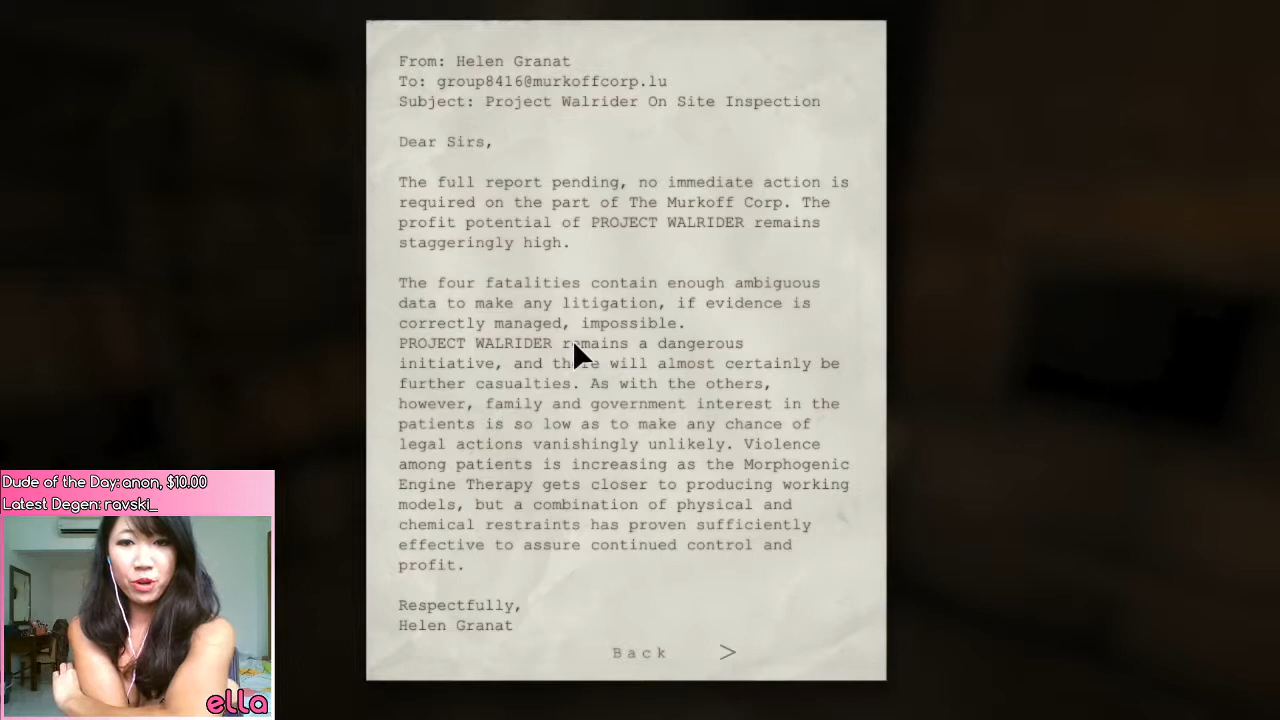 From: Helen Granat
To: group8416@murkoffcorp.lu
Subject: Project Walrider On Site Inspection
Dear Sirs,
The full report pending, no immediate action is
required on the part of The Murkoff Corp. The
profit potential of PROJECT WALRIDER remains
staggeringly high.
The four fatalities contain enough ambiguous
data to make any litigation, if evidence is
correctly managed, impossible.
PROJECT WALRIDER remains a dangerous
initiative, and there will almost certainly be
further casualties. As with the others,
however, family and government interest in the
patients is so low as to make any chance of
legal actions vanishingly unlikely. Violence
among patients is increasing as the Morphogenic
Engine Therapy gets closer to producing working
models, but a combination of physical and
chemical restraints has proven sufficiently
effective to assure continued control and
profit.
Respectfully,
Helen Granat
Back >
Dude of the Day: anon, $10.00
Latest Degen: ravski_
ella